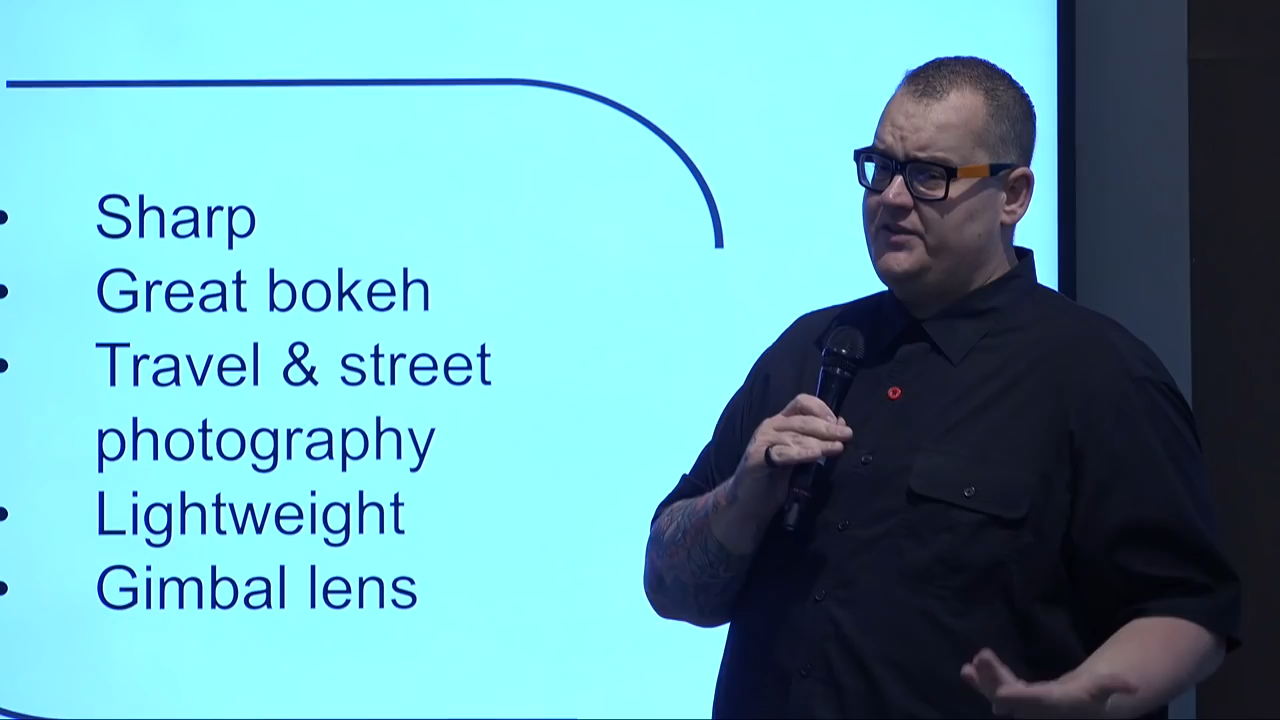 • Sharp
• Great bokeh
• Travel & street
photography
• Lightweight
• Gimbal lens